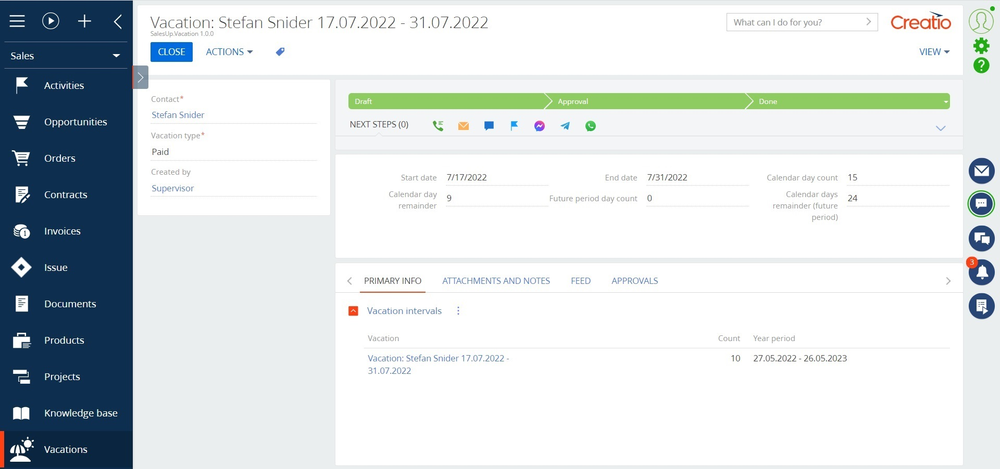 Vacation: Stefan Snider 17.07.2022 - 31.07.2022
SalesUp.Vacation 1.0.0
What can I do for you?
Creatio
CLOSE
ACTIONS
VIEW
Sales
Activities
Opportunities
Orders
Contracts
Invoices
1
Issue
Documents
Products
Projects
Knowledge base
Vacations
Contact*
Stefan Snider
Vacation type*
Paid
Created by
Supervisor
Draft
Approval
Done
NEXT STEPS (0)
Start date 7/17/2022
End date 7/31/2022
Calendar day count 15
Calendar day
remainder
9
Future period day count 0
Calendar days
remainder (future
period)
24
PRIMARY INFO
ATTACHMENTS AND NOTES
FEED
APPROVALS
Vacation intervals
Vacation Count Year period
Vacation: Stefan Snider 17.07.2022 -
31.07.2022
10 27.05.2022 - 26.05.2023
?
3